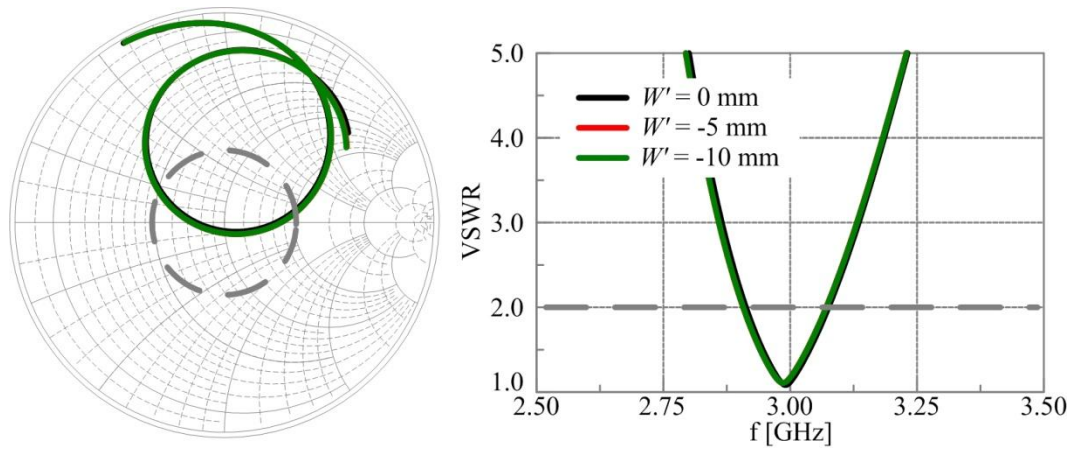 5.0
4.0
3.0
2.0
1.0
VSWR
W' = 0 mm
W' = -5 mm
W' = -10 mm
2.50 2.75 3.00 3.25 3.50
f [GHz]